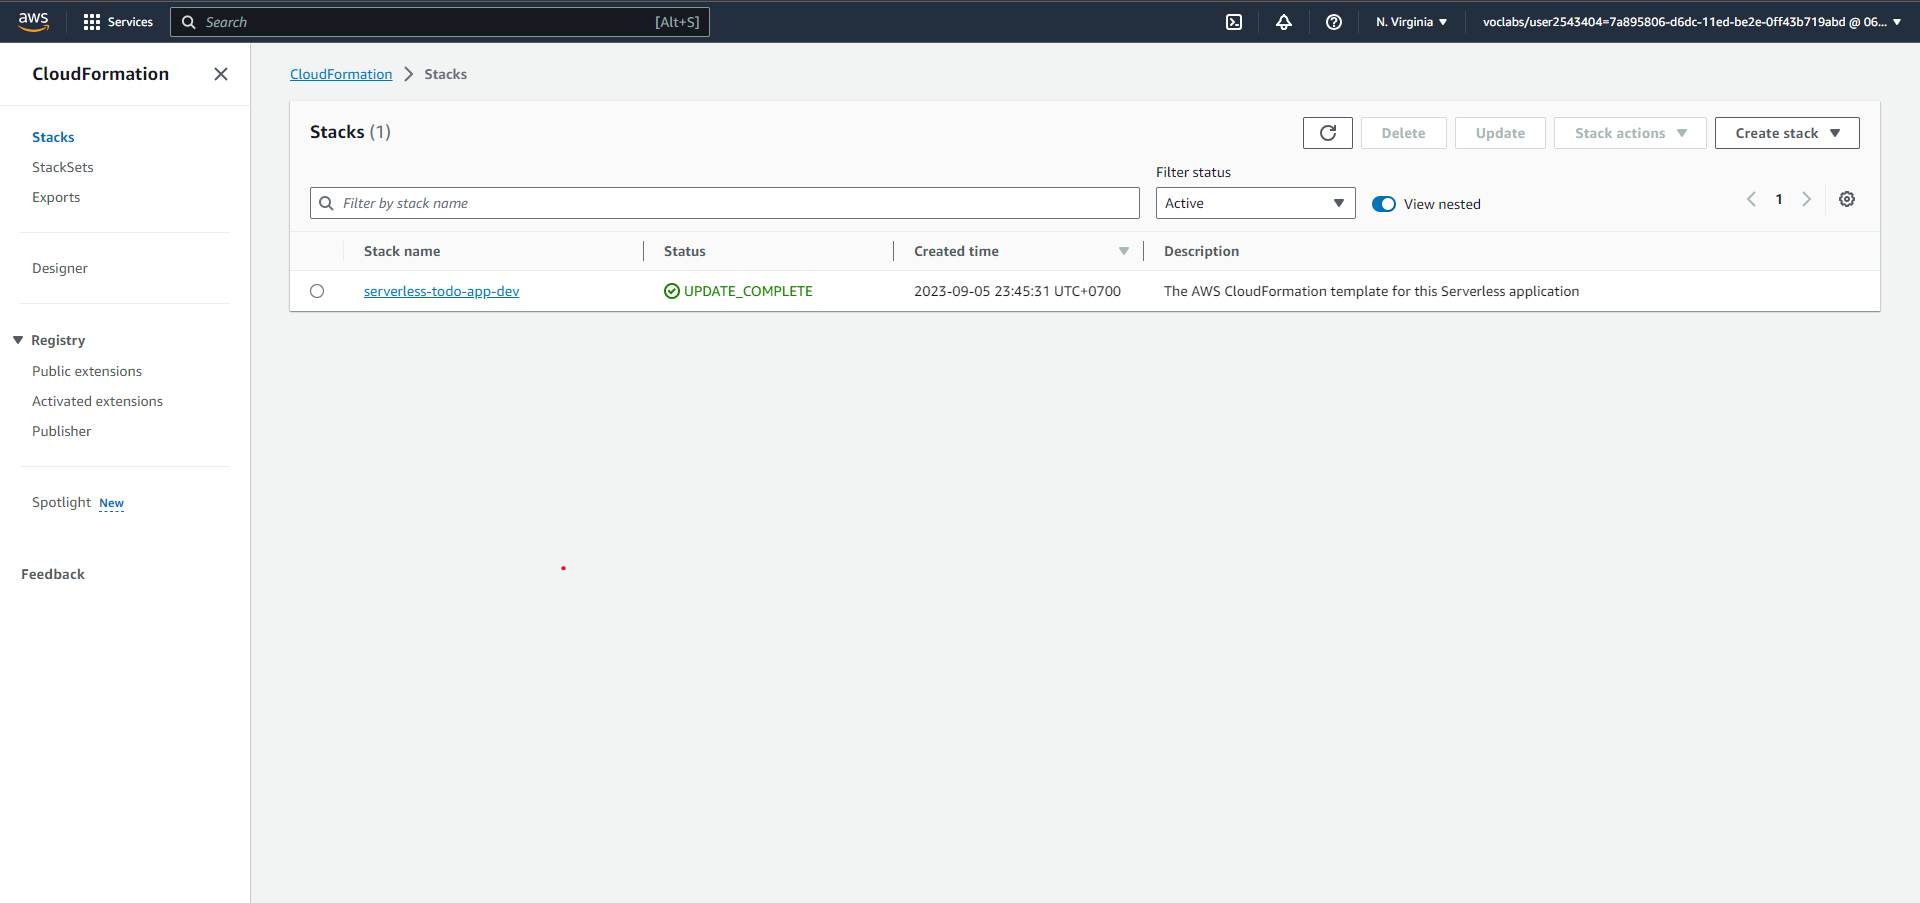 aws
Services
Search
[Alt+S]
N. Virginia
voclabs/user2543404=7a895806-d6dc-11ed-be2e-0ff43b719abd @ 06...
CloudFormation
Stacks
StackSets
Exports
Designer
Registry
Public extensions
Activated extensions
Publisher
Spotlight New
Feedback
CloudFormation Stacks
Stacks (1)
Delete
Update
Stack actions
Create stack
Filter by stack name
Filter status
Active
View nested
1
Stack name Status Created time Description
serverless-todo-app-dev UPDATE_COMPLETE 2023-09-05 23:45:31 UTC+0700 The AWS CloudFormation template for this Serverless application